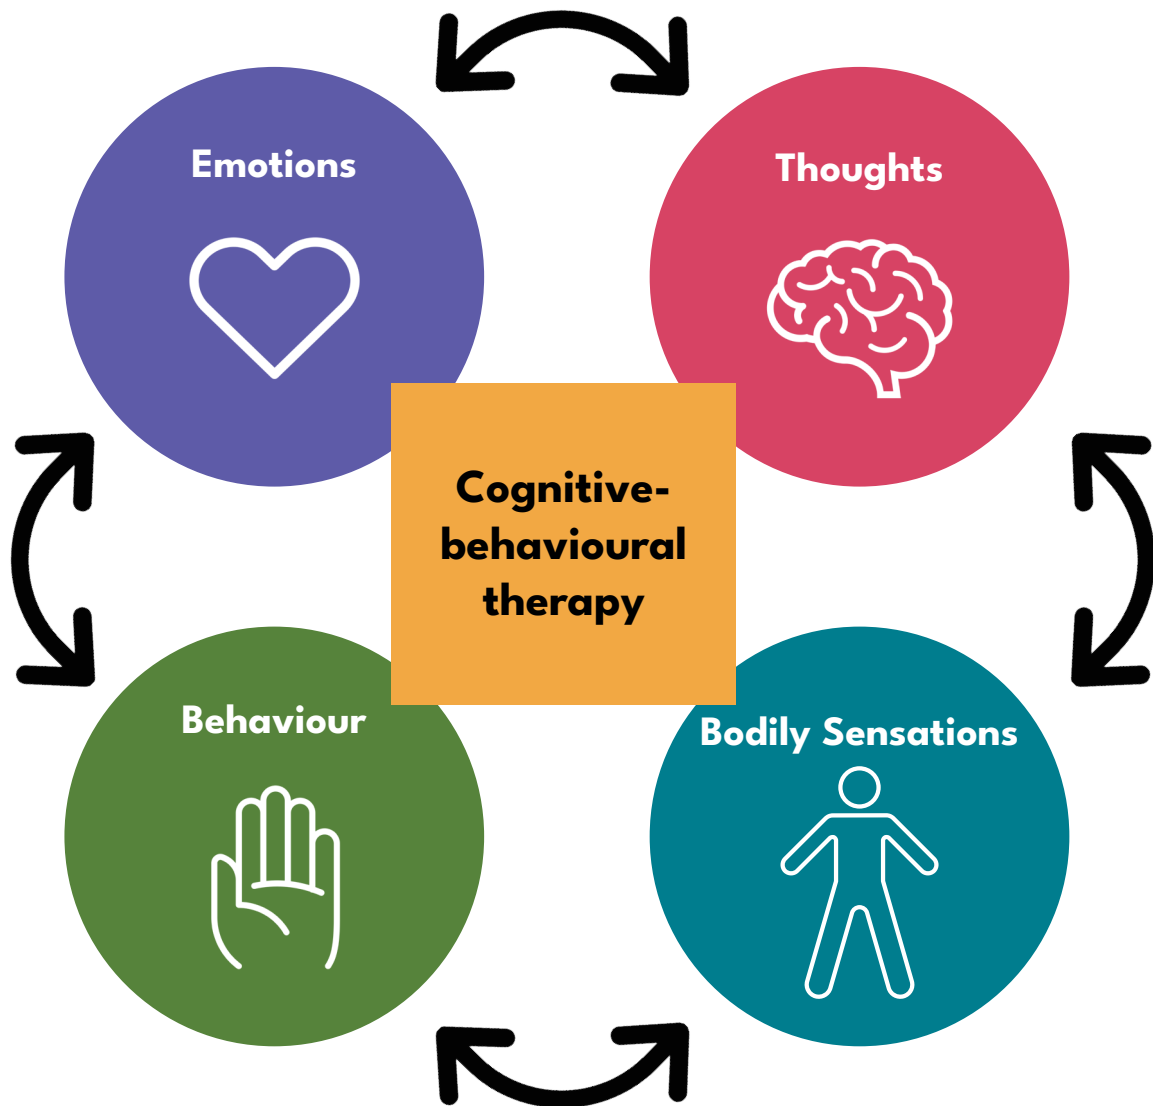 Emotions
Thoughts
Cognitive-
behavioural
therapy
Behaviour
Bodily Sensations